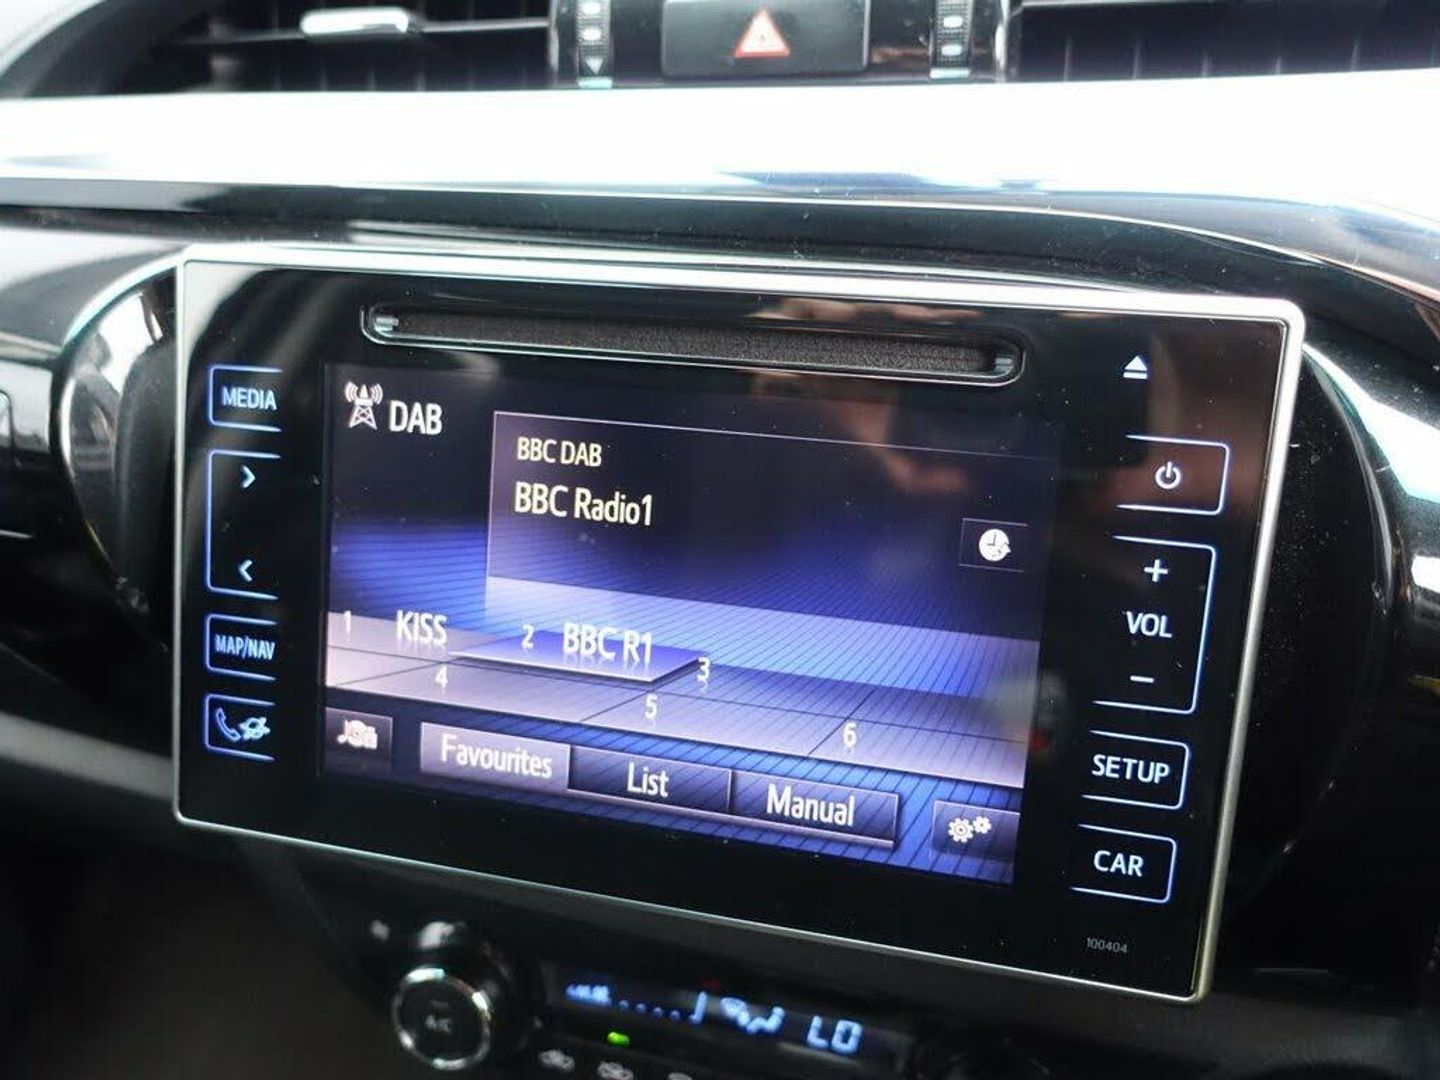 MEDIA
DAB
BBC DAB
BBC Radio1
1 KISS 2 BBC R1 3
4 5 6
Favourites List Manual
MAP/NAV
VOL
SETUP
CAR
100404
A/C
LO